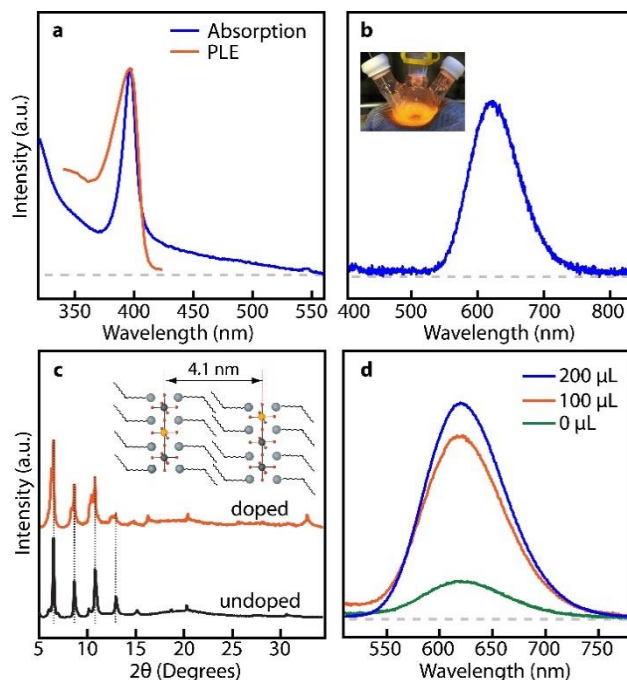 a
Absorption
PLE
Intensity (a.u.)
350 400 450 500 550
Wavelength (nm)
b
400 500 600 700 800
Wavelength (nm)
c
4.1 nm
doped
undoped
Intensity (a.u.)
5 10 15 20 25 30
2θ (Degrees)
d
200 µL
100 µL
0 µL
550 600 650 700 750
Wavelength (nm)